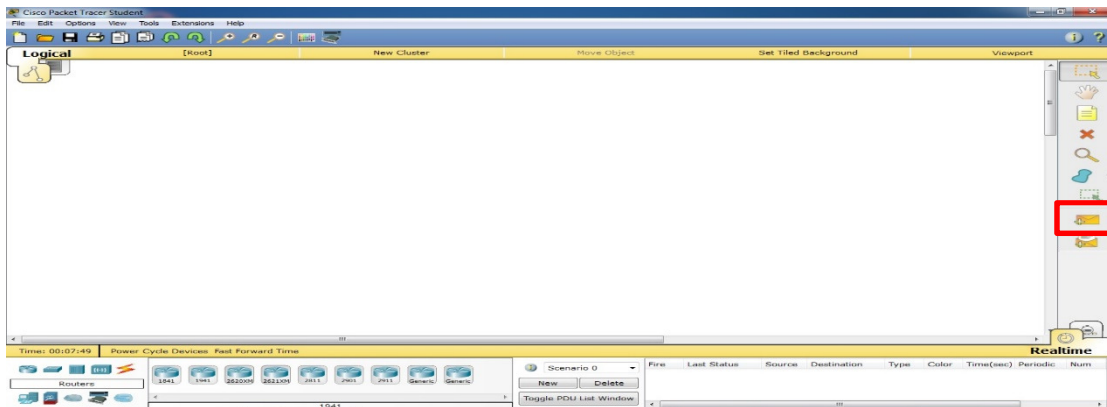 Cisco Packet Tracer Student
File Edit Options View Tools Extensions Help
Logical [Root] New Cluster Move Object Set Tiled Background Viewport
Time: 00:07:49 Power Cycle Devices Fast Forward Time Realtime
Routers
1841 1941 2620XM 2621XM 2811 2901 2911 Generic Generic
1941
Scenario 0
New Delete
Toggle PDU List Window
Fire Last Status Source Destination Type Color Time(sec) Periodic Num